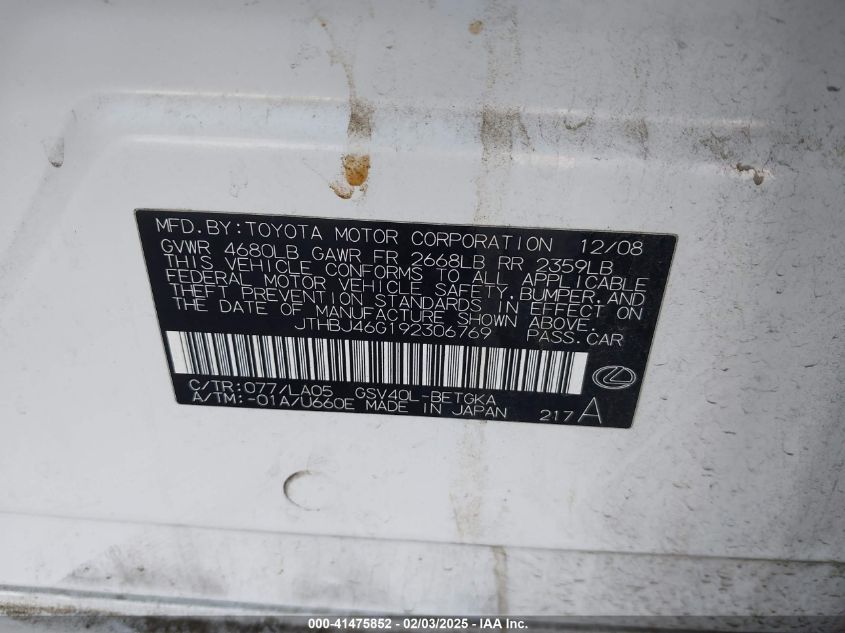 MFD. BY: TOYOTA MOTOR CORPORATION 12/08
GVWR 4680LB GAWR FR 2668LB RR 2359LB
THIS VEHICLE CONFORMS TO ALL APPLICABLE
FEDERAL MOTOR VEHICLE SAFETY, BUMPER, AND
THEFT PREVENTION STANDARDS IN EFFECT ON
THE DATE OF MANUFACTURE SHOWN ABOVE.
JTHBJ46G192306769 PASS. CAR
C/TR: 077/LA05 GSV40L-BETGKA
A/TM: -01A/U660E MADE IN JAPAN 217 A
000-41475852 / 02/03/2025 - IAA Inc.